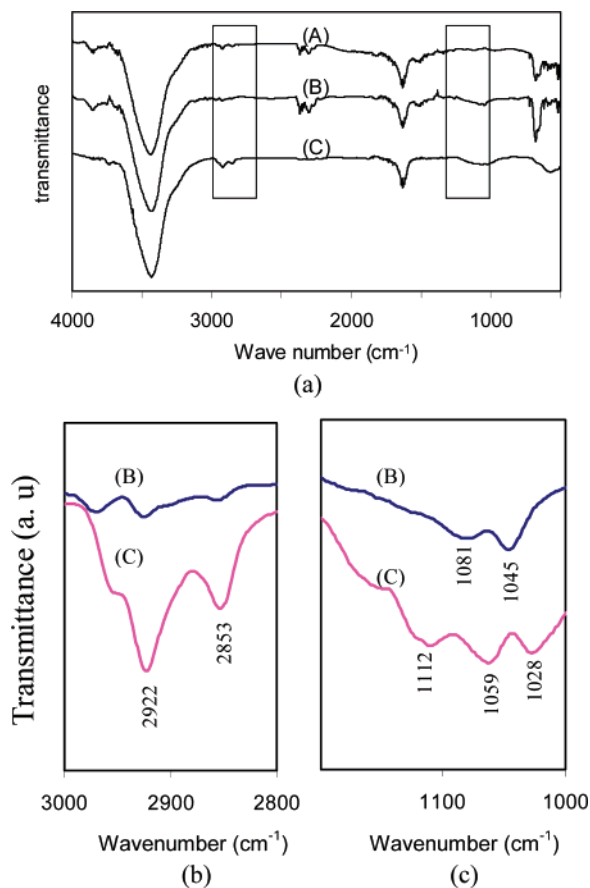 (A)
(B)
(C)
transmittance
4000 3000 2000 1000
Wave number (cm⁻¹)
(a)
(B)
(C)
2922
2853
Transmittance (a. u)
3000 2900 2800
Wavenumber (cm⁻¹)
(b)
(B)
1081
1045
(C)
1112
1059
1028
1100 1000
Wavenumber (cm⁻¹)
(c)